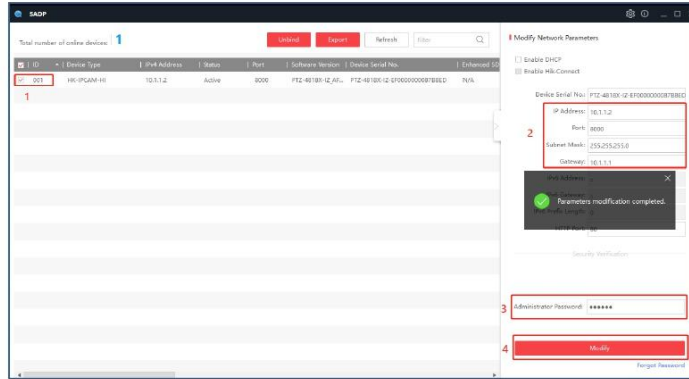 SADP
Total number of online devices: 1
Unbind
Export
Refresh
Filter
ID
Device Type
IPv4 Address
Status
Port
Software Version
Device Serial No.
Enhanced SD
001
HK-IPCAM-HI
10.1.1.2
Active
8000
N/A
1
Modify Network Parameters
Enable DHCP
Enable Hik-Connect
Device Serial No.:
2
IP Address: 10.1.1.2
Port: 8000
Subnet Mask: 255.255.255.0
Gateway: 10.1.1.1
IPv6 Address:
Parameters modification completed.
HTTP Port: 80
Security Verification
3
Administrator Password: ●●●●●●
4
Modify
Forgot Password